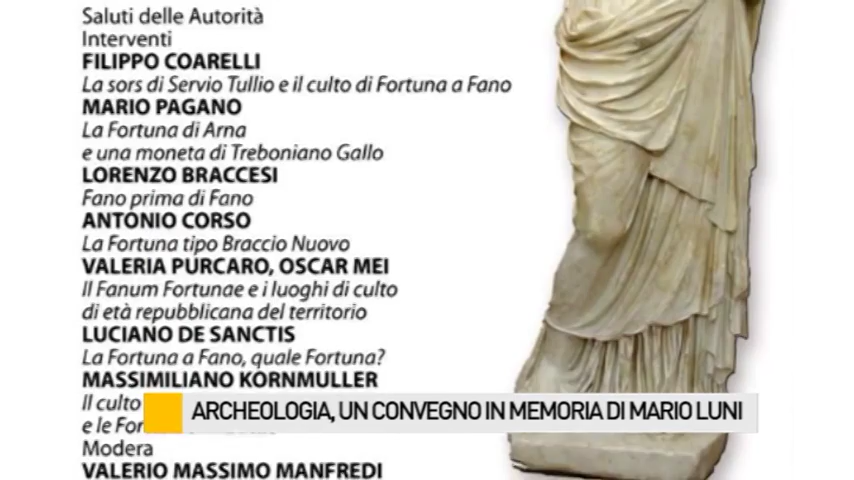 Saluti delle Autorità
Interventi
FILIPPO COARELLI
La sors di Servio Tullio e il culto di Fortuna a Fano
MARIO PAGANO
La Fortuna di Arna
e una moneta di Treboniano Gallo
LORENZO BRACCESI
Fano prima di Fano
ANTONIO CORSO
La Fortuna tipo Braccio Nuovo
VALERIA PURCARO, OSCAR MEI
Il Fanum Fortunae e i luoghi di culto
di età repubblicana del territorio
LUCIANO DE SANCTIS
La Fortuna a Fano, quale Fortuna?
MASSIMILIANO KORNMULLER
Il culto
e le
ARCHEOLOGIA, UN CONVEGNO IN MEMORIA DI MARIO LUNI
Modera
VALERIO MASSIMO MANFREDI